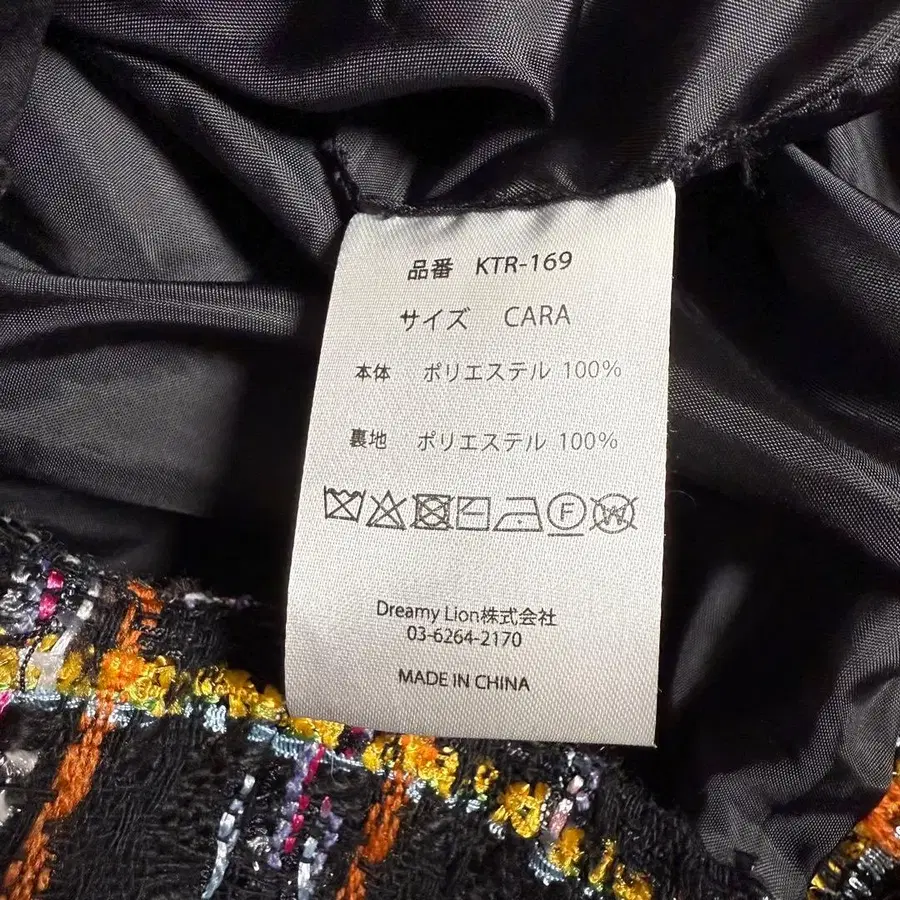 品番 KTR-169
サイズ CARA
本体 ポリエステル 100%
裏地 ポリエステル 100%
F W
Dreamy Lion株式会社
03-6264-2170
MADE IN CHINA